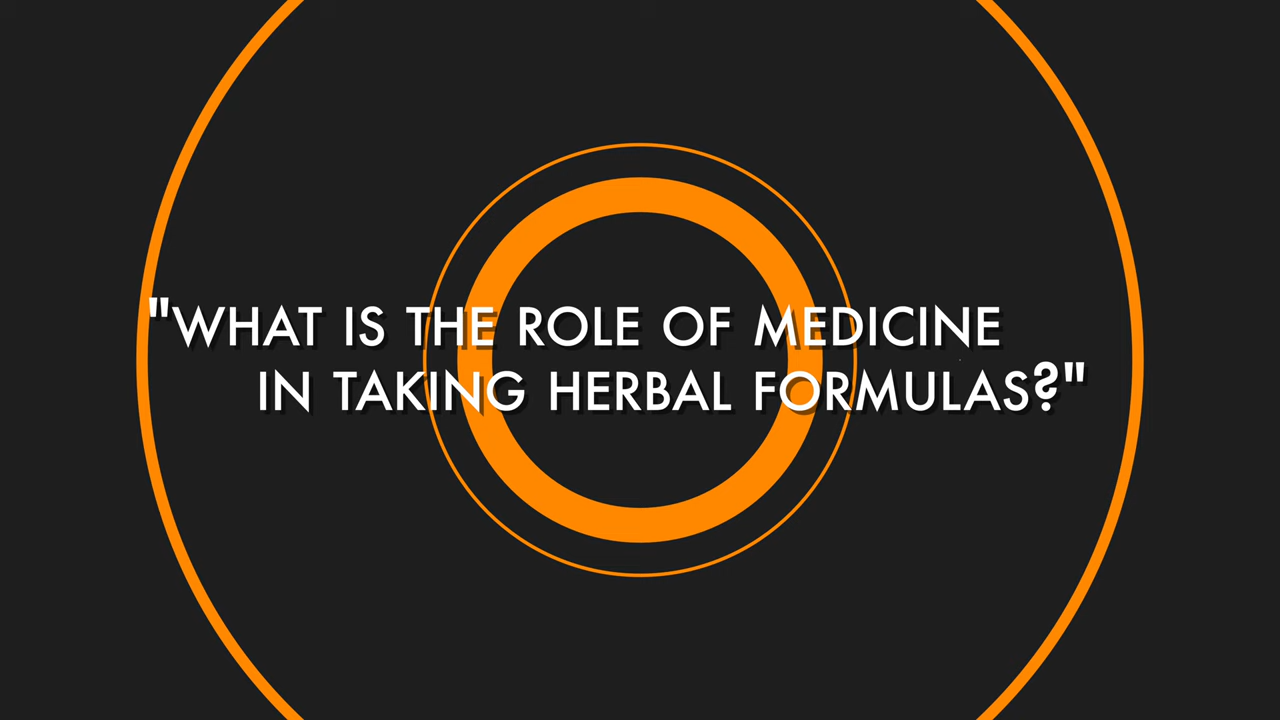 "WHAT IS THE ROLE OF MEDICINE
IN TAKING HERBAL FORMULAS?"